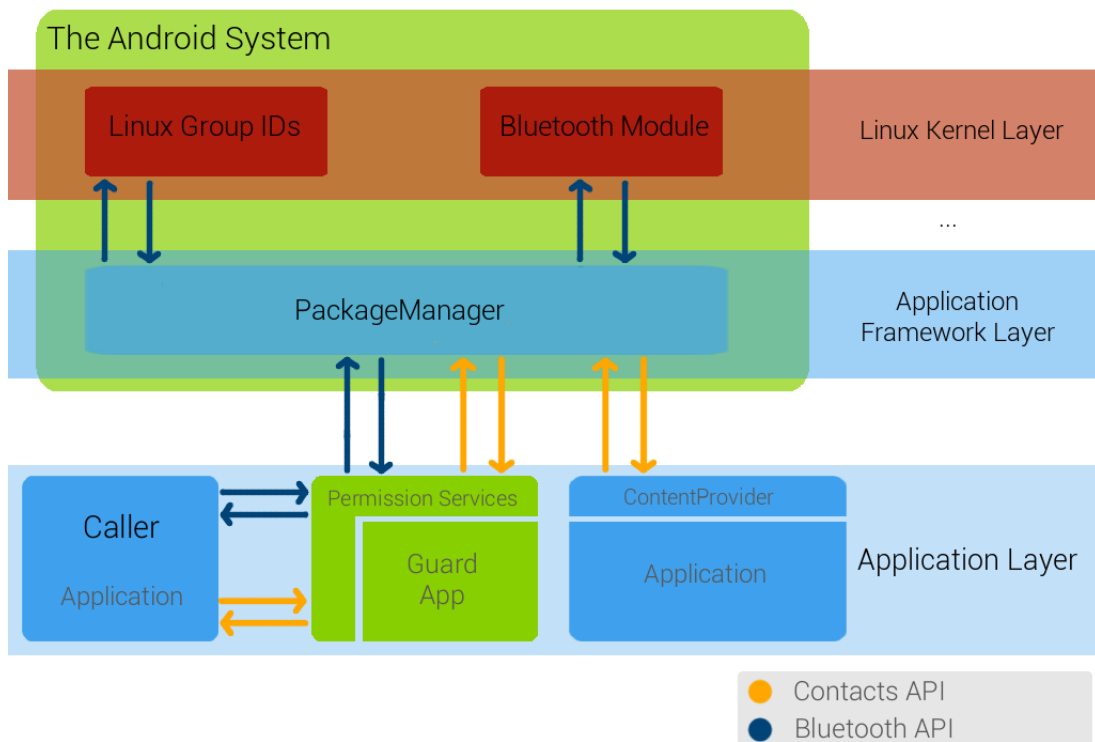 The Android System
Linux Group IDs
Bluetooth Module
Linux Kernel Layer
...
PackageManager
Application
Framework Layer
Caller
Application
Permission Services
Guard
App
ContentProvider
Application
Application Layer
Contacts API
Bluetooth API